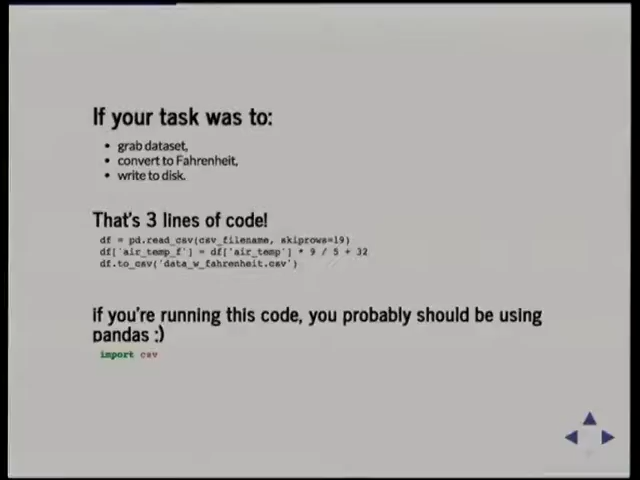 If your task was to:
• grab dataset,
• convert to Fahrenheit,
• write to disk.
That's 3 lines of code!
df = pd.read_csv(csv_filename, skiprows=19)
df['air_temp_f'] = df['air_temp'] * 9 / 5 + 32
df.to_csv('data_w_fahrenheit.csv')
if you're running this code, you probably should be using
pandas :)
import csv